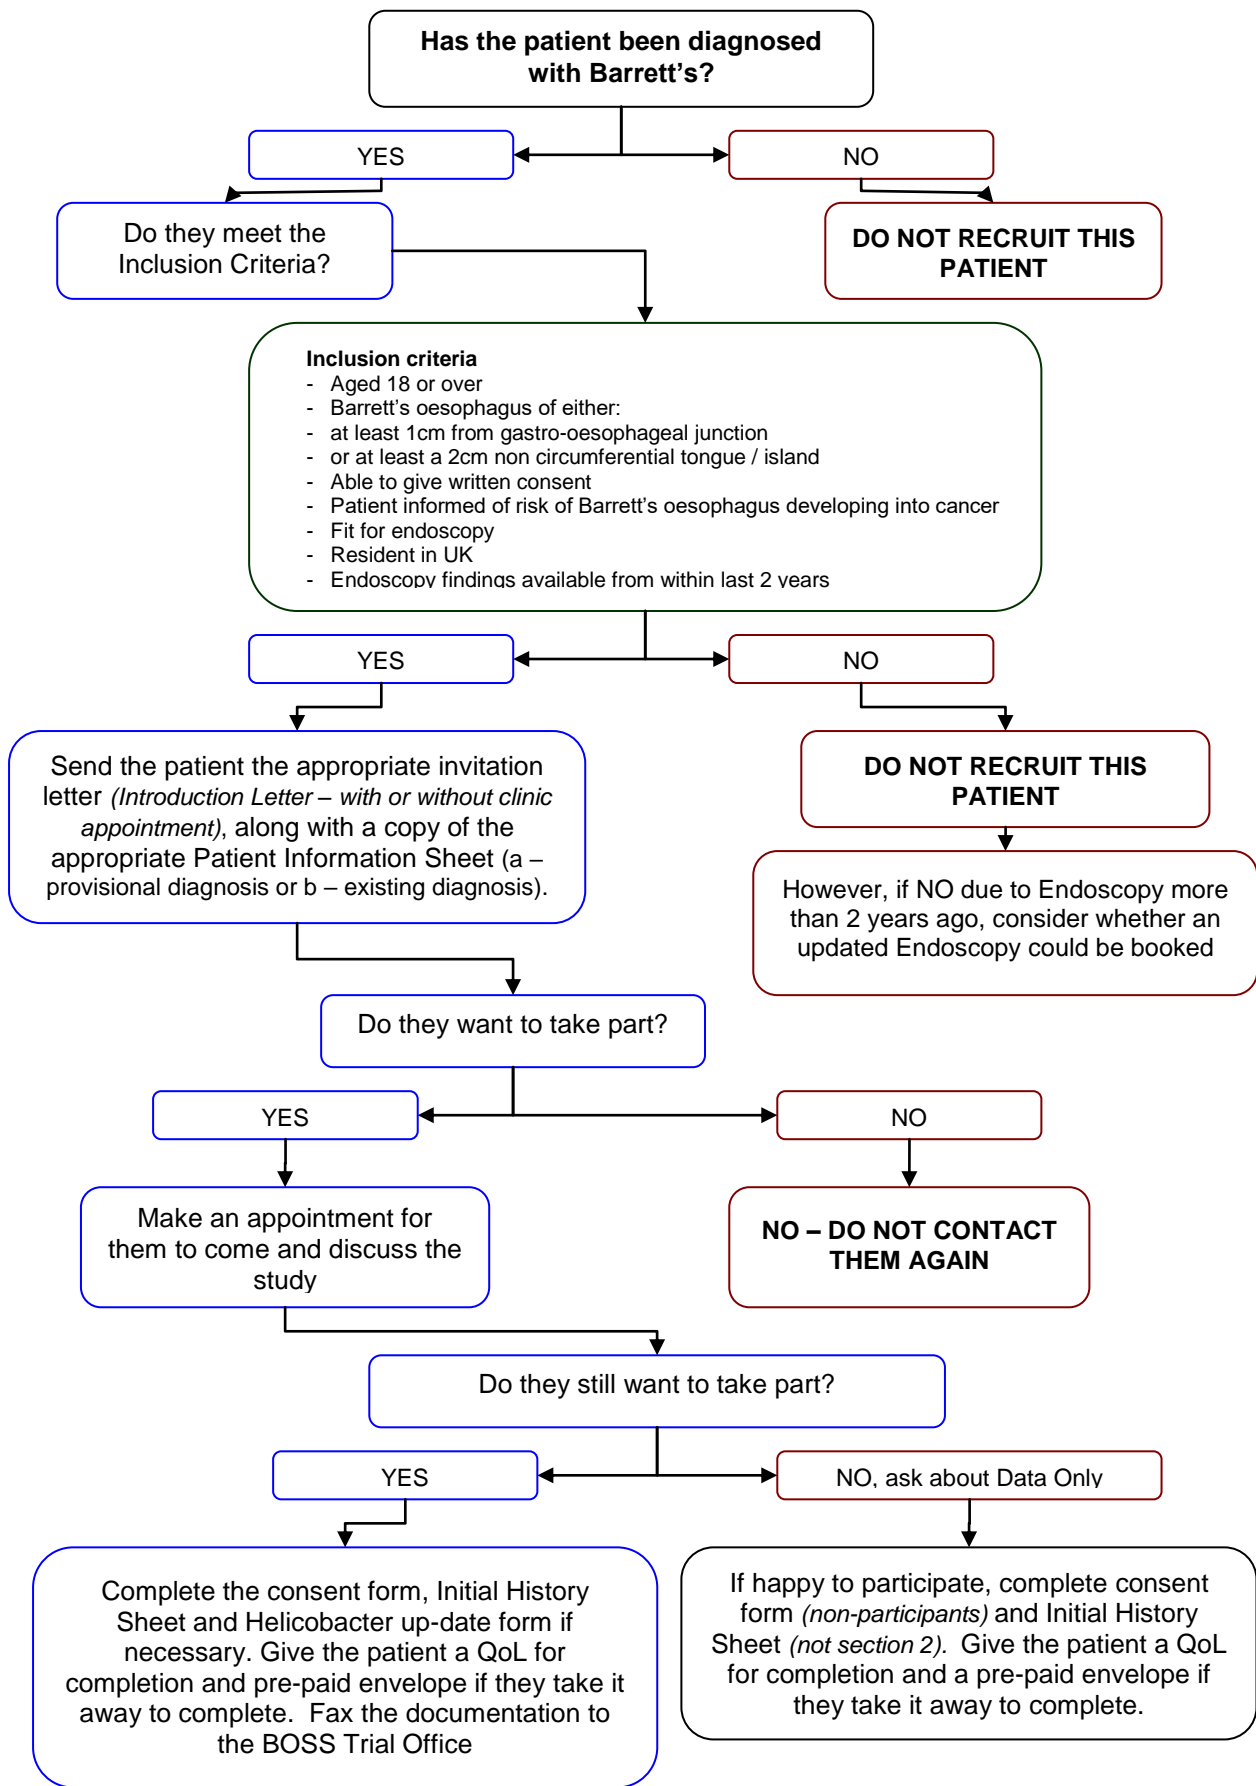 Has the patient been diagnosed
with Barrett's?
YES
NO
Do they meet the
Inclusion Criteria?
DO NOT RECRUIT THIS
PATIENT
Inclusion criteria
- Aged 18 or over
- Barrett's oesophagus of either:
- at least 1cm from gastro-oesophageal junction
- or at least a 2cm non circumferential tongue / island
- Able to give written consent
- Patient informed of risk of Barrett's oesophagus developing into cancer
- Fit for endoscopy
- Resident in UK
- Endoscopy findings available from within last 2 years
YES
NO
Send the patient the appropriate invitation
letter (Introduction Letter – with or without clinic
appointment), along with a copy of the
appropriate Patient Information Sheet (a –
provisional diagnosis or b – existing diagnosis).
DO NOT RECRUIT THIS
PATIENT
However, if NO due to Endoscopy more
than 2 years ago, consider whether an
updated Endoscopy could be booked
Do they want to take part?
YES
NO
Make an appointment for
them to come and discuss the
study
NO – DO NOT CONTACT
THEM AGAIN
Do they still want to take part?
YES
NO, ask about Data Only
Complete the consent form, Initial History
Sheet and Helicobacter up-date form if
necessary. Give the patient a QoL for
completion and pre-paid envelope if they take it
away to complete. Fax the documentation to
the BOSS Trial Office
If happy to participate, complete consent
form (non-participants) and Initial History
Sheet (not section 2). Give the patient a QoL
for completion and a pre-paid envelope if
they take it away to complete.